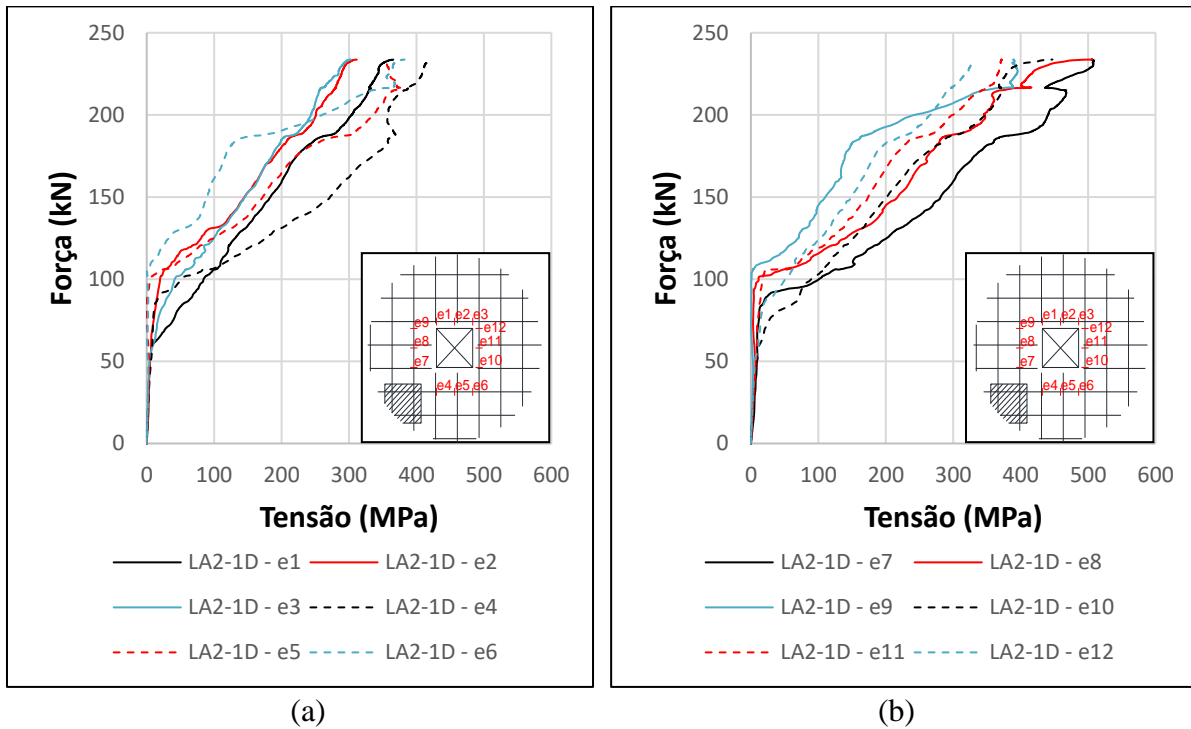 250
200
150
100
50
0
Força (kN)
0 100 200 300 400 500 600
Tensão (MPa)
e1 e2 e3
e9 e12
e8 e11
e7 e10
e4 e5 e6
LA2-1D - e1 LA2-1D - e2
LA2-1D - e3 LA2-1D - e4
LA2-1D - e5 LA2-1D - e6
(a)
250
200
150
100
50
0
Força (kN)
0 100 200 300 400 500 600
Tensão (MPa)
e1 e2 e3
e9 e12
e8 e11
e7 e10
e4 e5 e6
LA2-1D - e7 LA2-1D - e8
LA2-1D - e9 LA2-1D - e10
LA2-1D - e11 LA2-1D - e12
(b)